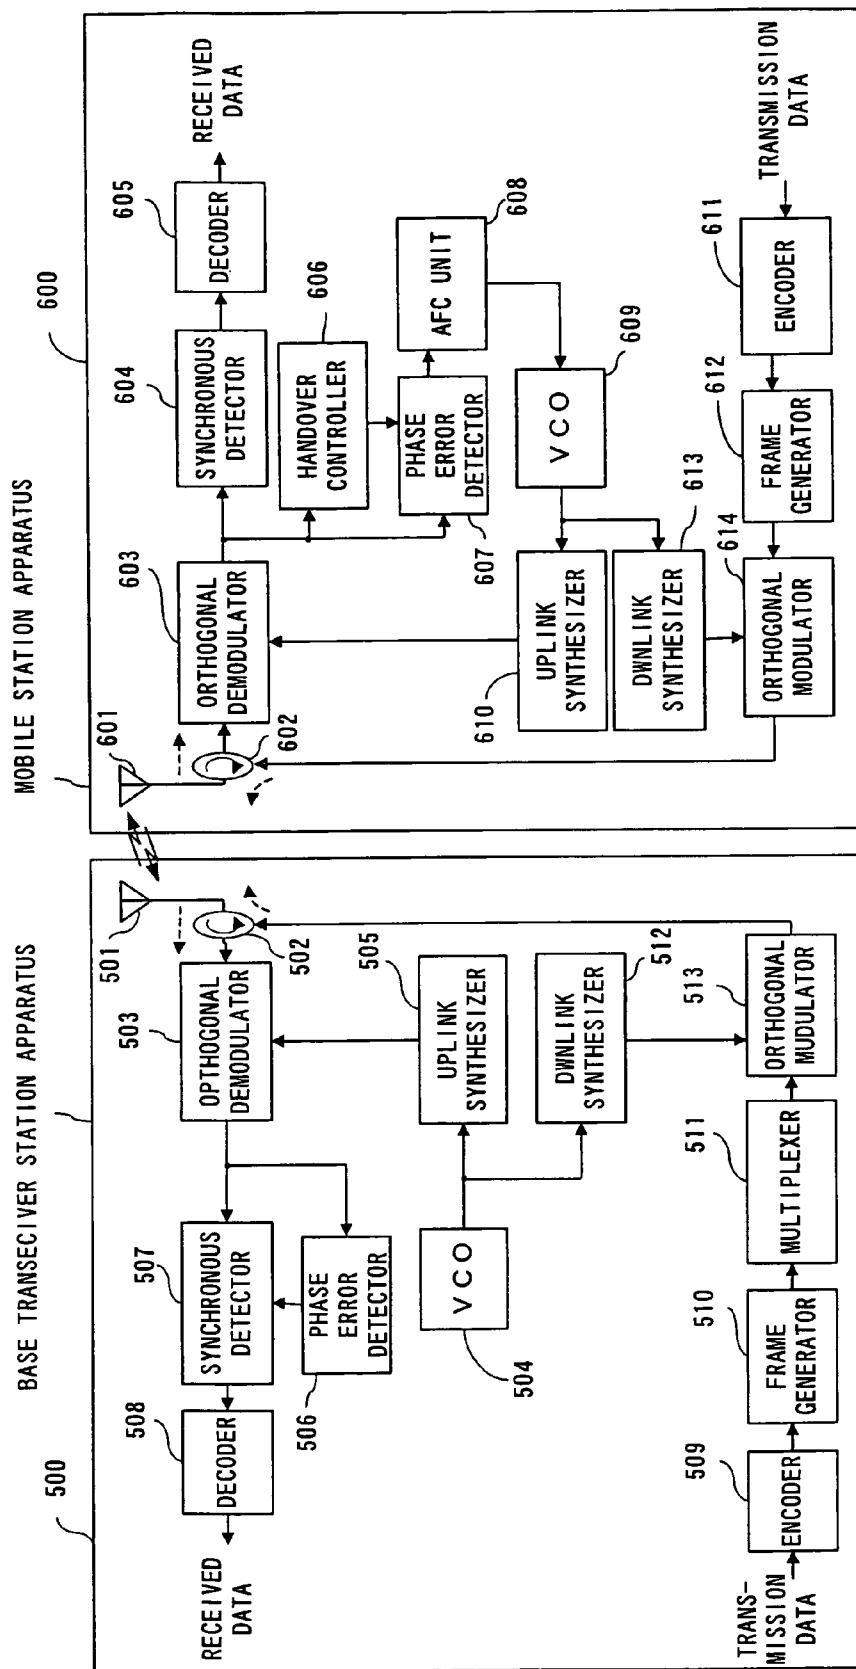 BASE TRANSECIVER STATION APPARATUS
500
501
502
OPTHOGONAL
DEMODULATOR
503
VCO
504
UPLINK
SYNTHESIZER
505
PHASE
ERROR
DETECTOR
506
SYNCHRONOUS
DETECTOR
507
DECODER
508
RECEIVED
DATA
TRANS-
MISSION
DATA
ENCODER
509
FRAME
GENERATOR
510
MULTIPLEXER
511
DWNLINK
SYNTHESIZER
512
ORTHOGONAL
MUDULATOR
513
MOBILE STATION APPARATUS
600
601
602
ORTHOGONAL
DEMODULATOR
603
SYNCHRONOUS
DETECTOR
604
DECODER
605
RECEIVED
DATA
HANDOVER
CONTROLLER
606
PHASE
ERROR
DETECTOR
607
AFC UNIT
608
VCO
609
UPLINK
SYNTHESIZER
610
DWNLINK
SYNTHESIZER
613
TRANSMISSION
DATA
ENCODER
611
FRAME
GENERATOR
612
ORTHOGONAL
MODULATOR
614